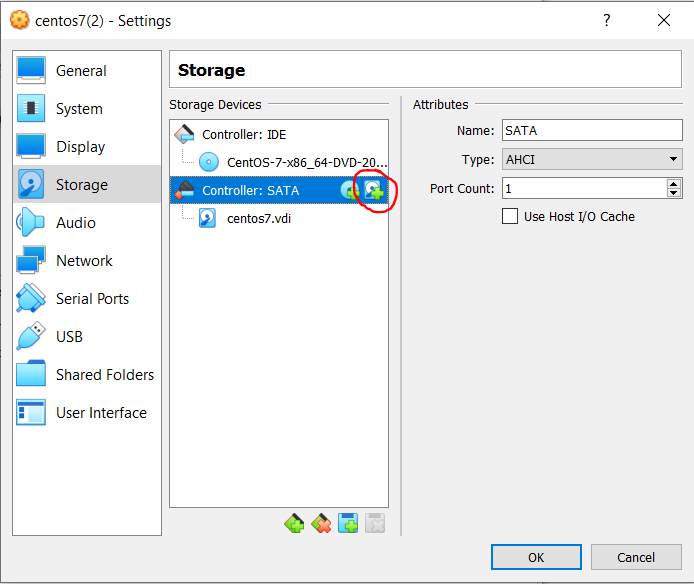 centos7(2) - Settings
?
General
System
Display
Storage
Audio
Network
Serial Ports
USB
Shared Folders
User Interface
Storage
Storage Devices
Controller: IDE
CentOS-7-x86_64-DVD-20...
Controller: SATA
centos7.vdi
Attributes
Name: SATA
Type: AHCI
Port Count: 1
Use Host I/O Cache
OK
Cancel